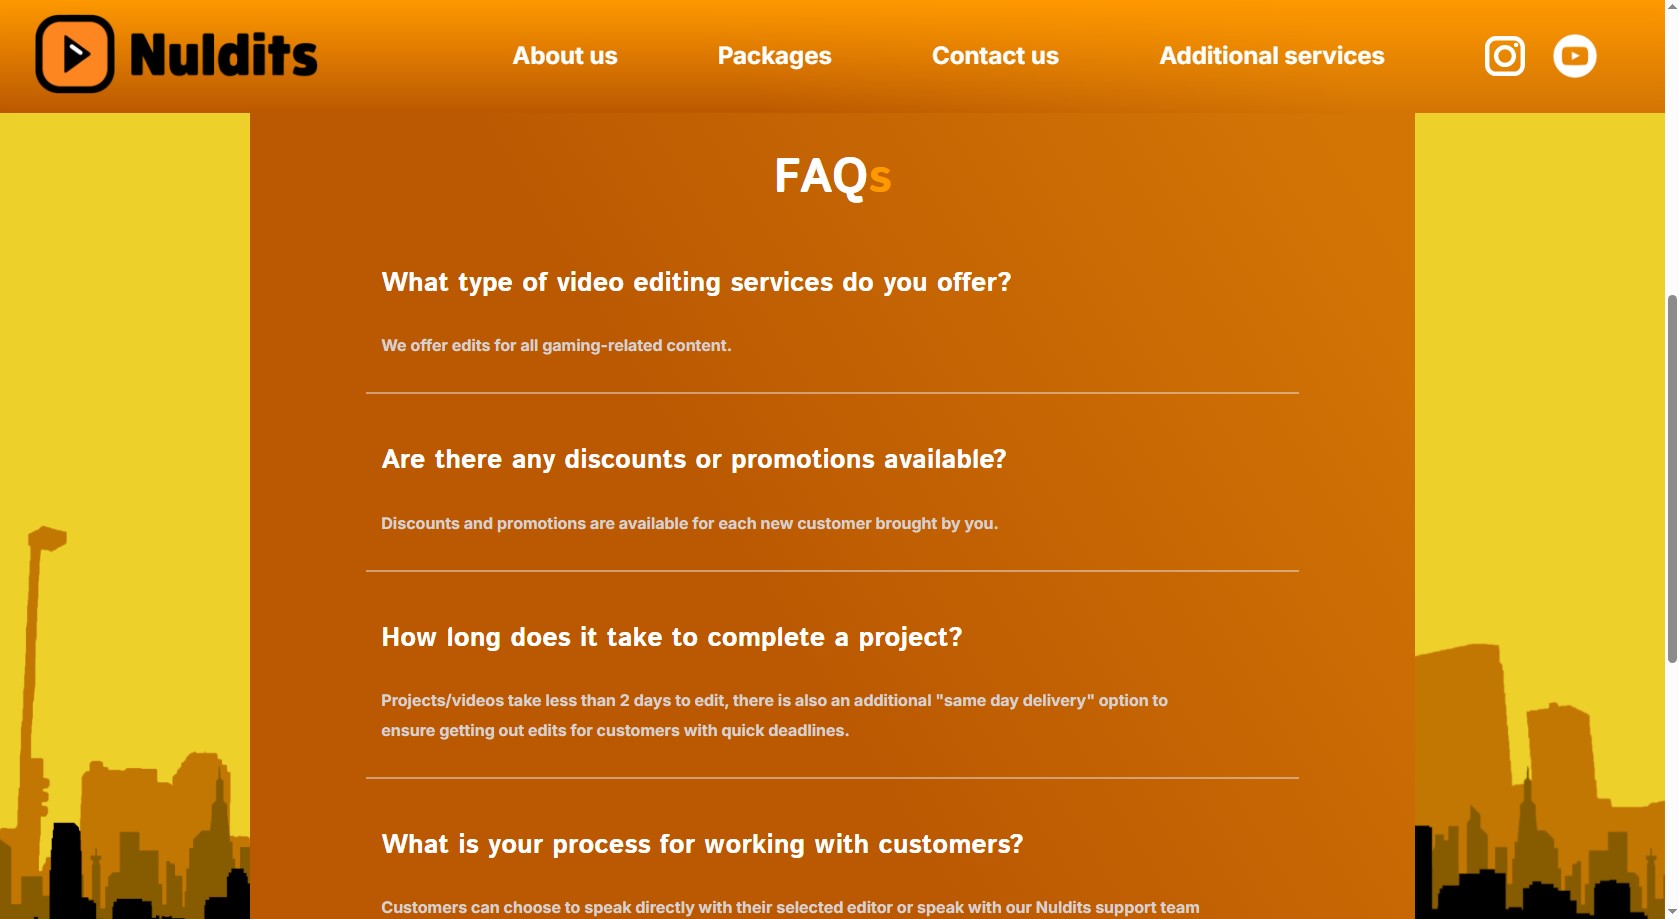 Nuldits
About us
Packages
Contact us
Additional services
FAQs
What type of video editing services do you offer?
We offer edits for all gaming-related content.
Are there any discounts or promotions available?
Discounts and promotions are available for each new customer brought by you.
How long does it take to complete a project?
Projects/videos take less than 2 days to edit, there is also an additional "same day delivery" option to
ensure getting out edits for customers with quick deadlines.
What is your process for working with customers?
Customers can choose to speak directly with their selected editor or speak with our Nuldits support team